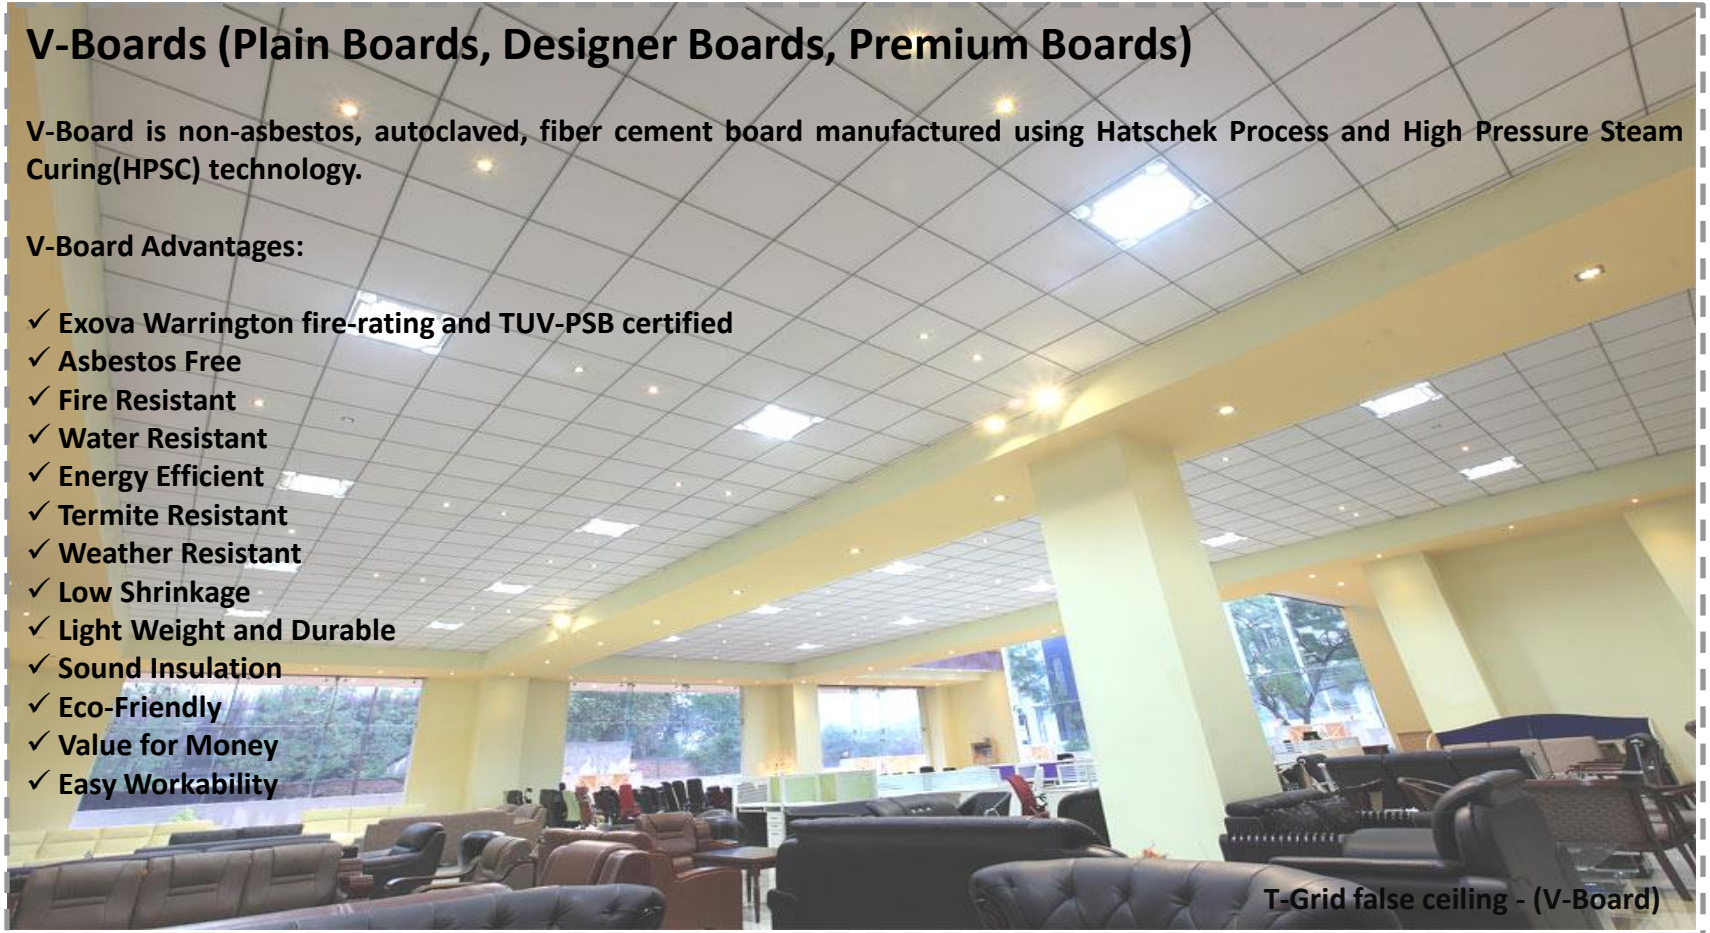 V-Boards (Plain Boards, Designer Boards, Premium Boards)
V-Board is non-asbestos, autoclaved, fiber cement board manufactured using Hatschek Process and High Pressure Steam
Curing(HPSC) technology.
V-Board Advantages:
✓ Exova Warrington fire-rating and TUV-PSB certified
✓ Asbestos Free
✓ Fire Resistant
✓ Water Resistant
✓ Energy Efficient
✓ Termite Resistant
✓ Weather Resistant
✓ Low Shrinkage
✓ Light Weight and Durable
✓ Sound Insulation
✓ Eco-Friendly
✓ Value for Money
✓ Easy Workability
T-Grid false ceiling - (V-Board)